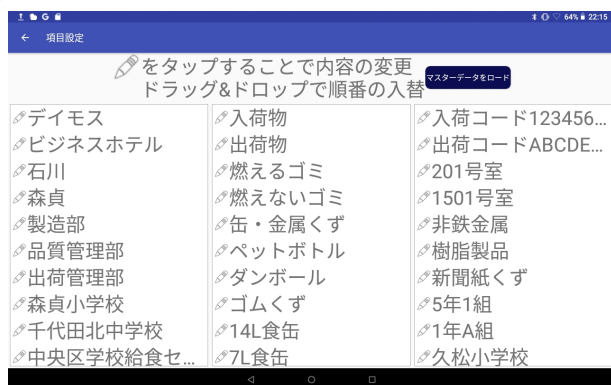 64% 22:15
項目設定
をタップすることで内容の変更
ドラッグ&ドロップで順番の入替
マスターデータをロード
デイモス
ビジネスホテル
石川
森貞
製造部
品質管理部
出荷管理部
森貞小学校
千代田北中学校
中央区学校給食セ...
入荷物
出荷物
燃えるゴミ
燃えないゴミ
缶・金属くず
ペットボトル
ダンボール
ゴムくず
14L食缶
7L食缶
入荷コード123456...
出荷コードABCDE...
201号室
1501号室
非鉄金属
樹脂製品
新聞紙くず
5年1組
1年A組
久松小学校